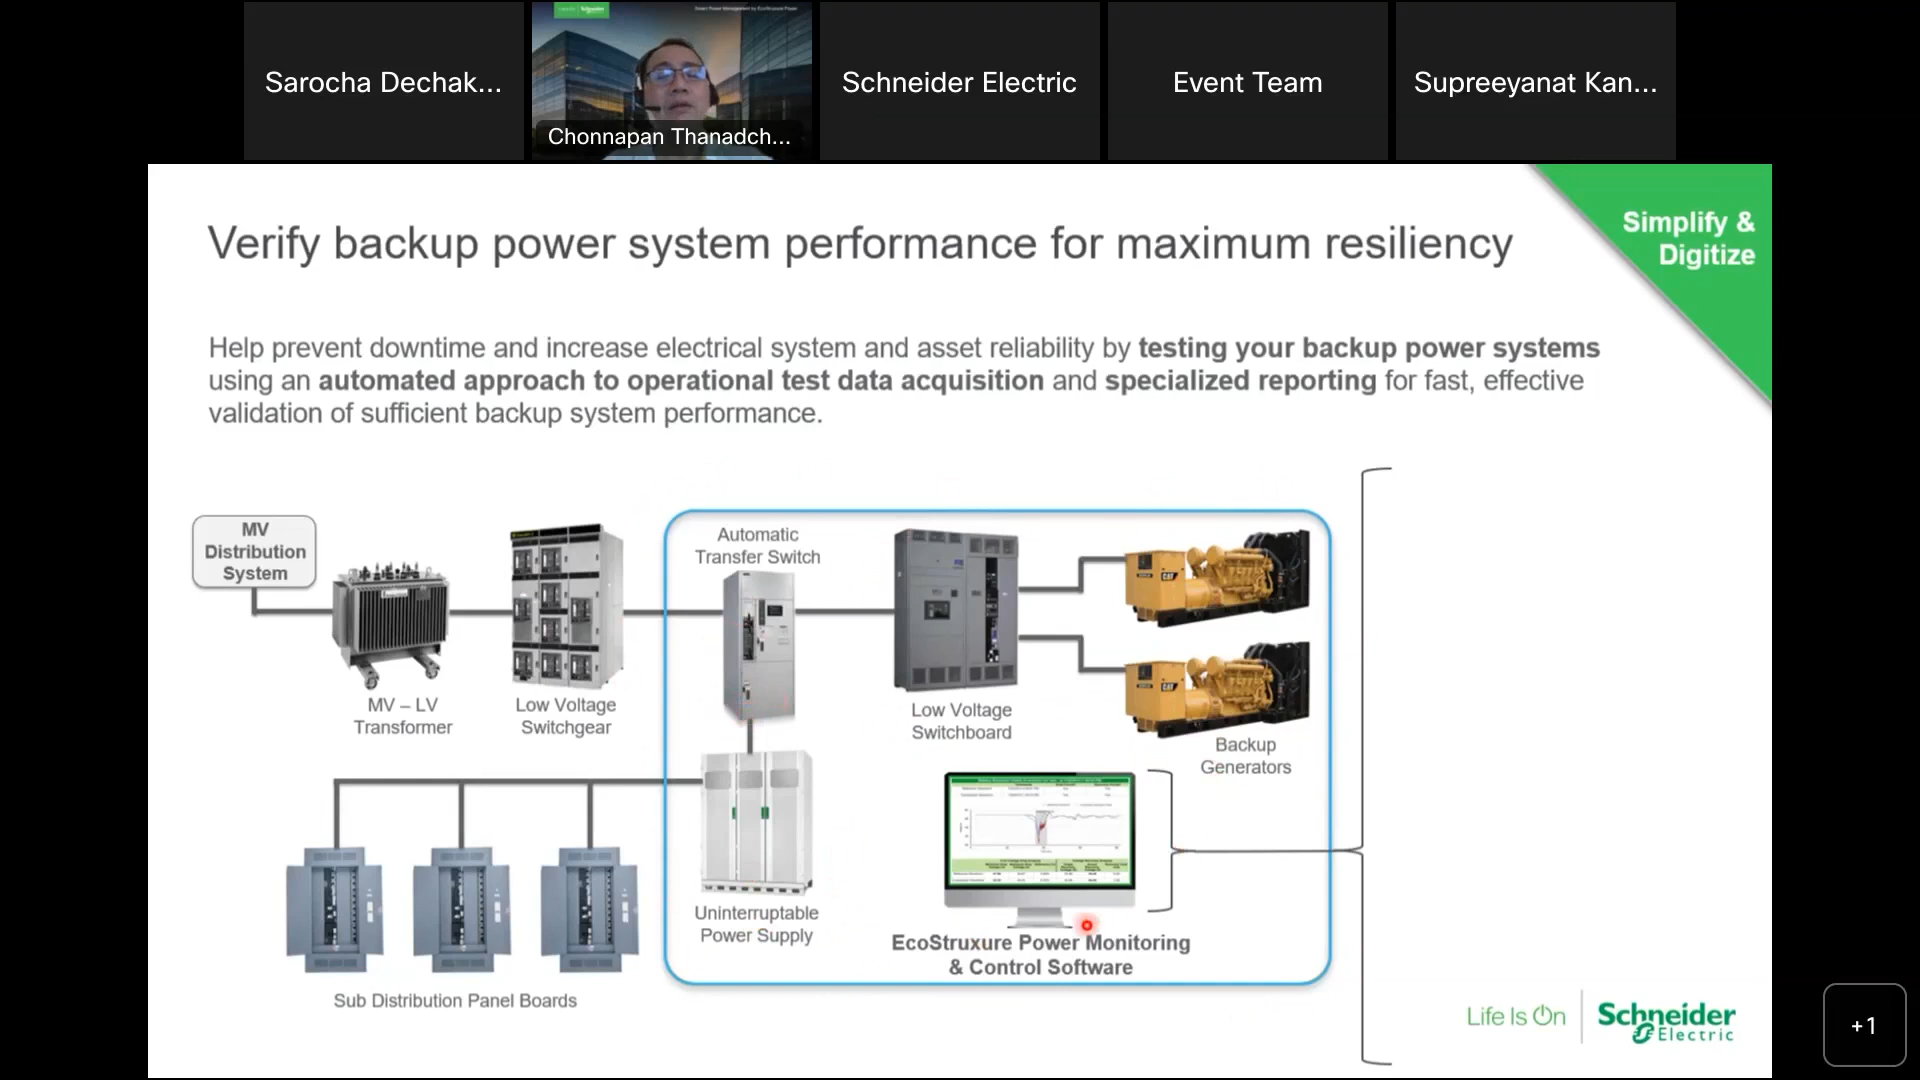 Sarocha Dechak...
Chonnapan Thanadch...
Schneider Electric
Event Team
Supreeyanat Kan...
Simplify &
Digitize
Verify backup power system performance for maximum resiliency
Help prevent downtime and increase electrical system and asset reliability by testing your backup power systems
using an automated approach to operational test data acquisition and specialized reporting for fast, effective
validation of sufficient backup system performance.
MV
Distribution
System
MV – LV
Transformer
Low Voltage
Switchgear
Automatic
Transfer Switch
Low Voltage
Switchboard
CAT
CAT
Backup
Generators
Uninterruptable
Power Supply
EcoStruxure Power Monitoring
& Control Software
Sub Distribution Panel Boards
Life Is On
Schneider
Electric
+1